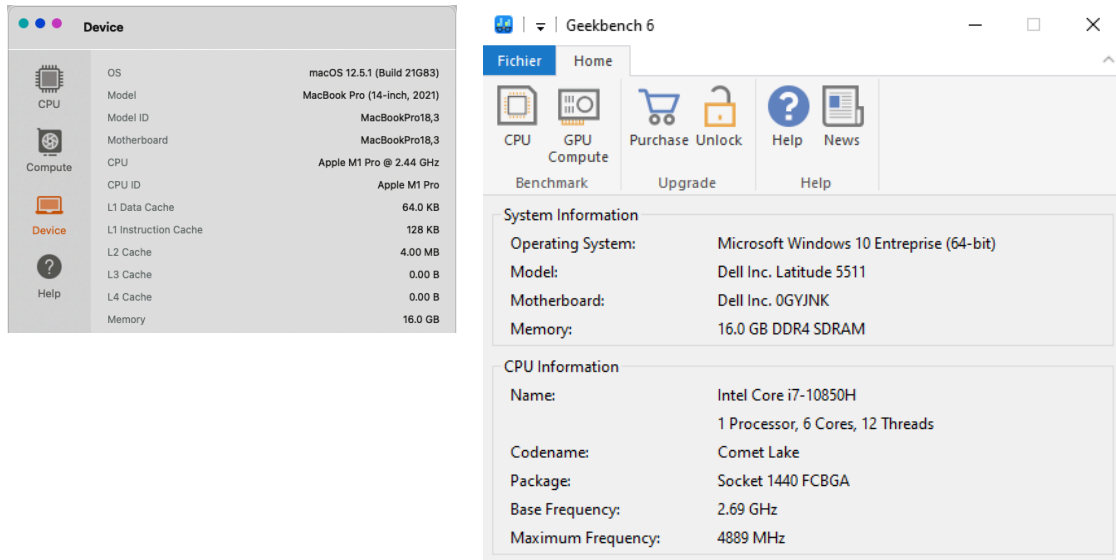 Device
CPU
Compute
Device
Help
OS macOS 12.5.1 (Build 21G83)
Model MacBook Pro (14-inch, 2021)
Model ID MacBookPro18,3
Motherboard MacBookPro18,3
CPU Apple M1 Pro @ 2.44 GHz
CPU ID Apple M1 Pro
L1 Data Cache 64.0 KB
L1 Instruction Cache 128 KB
L2 Cache 4.00 MB
L3 Cache 0.00 B
L4 Cache 0.00 B
Memory 16.0 GB
Geekbench 6
Fichier Home
CPU GPU Compute Purchase Unlock Help News
Benchmark Upgrade Help
System Information
Operating System: Microsoft Windows 10 Entreprise (64-bit)
Model: Dell Inc. Latitude 5511
Motherboard: Dell Inc. 0GYJNK
Memory: 16.0 GB DDR4 SDRAM
CPU Information
Name: Intel Core i7-10850H
1 Processor, 6 Cores, 12 Threads
Codename: Comet Lake
Package: Socket 1440 FCBGA
Base Frequency: 2.69 GHz
Maximum Frequency: 4889 MHz